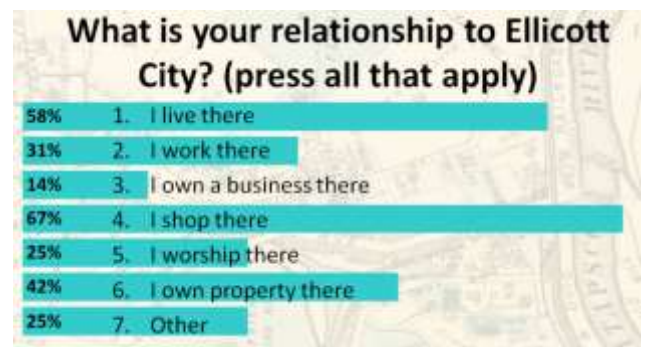 What is your relationship to Ellicott
City? (press all that apply)
58% 1. I live there
31% 2. I work there
14% 3. I own a business there
67% 4. I shop there
25% 5. I worship there
42% 6. I own property there
25% 7. Other